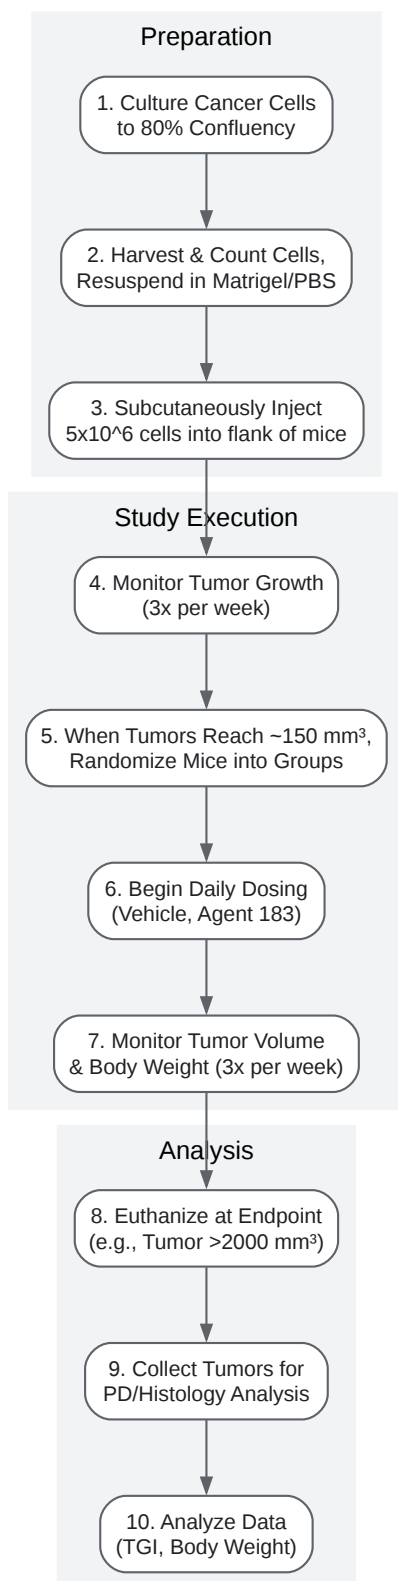 Preparation
1. Culture Cancer Cells
to 80% Confluency
2. Harvest & Count Cells,
Resuspend in Matrigel/PBS
3. Subcutaneously Inject
5x10^6 cells into flank of mice
Study Execution
4. Monitor Tumor Growth
(3x per week)
5. When Tumors Reach ~150 mm³,
Randomize Mice into Groups
6. Begin Daily Dosing
(Vehicle, Agent 183)
7. Monitor Tumor Volume
& Body Weight (3x per week)
Analysis
8. Euthanize at Endpoint
(e.g., Tumor >2000 mm³)
9. Collect Tumors for
PD/Histology Analysis
10. Analyze Data
(TGI, Body Weight)